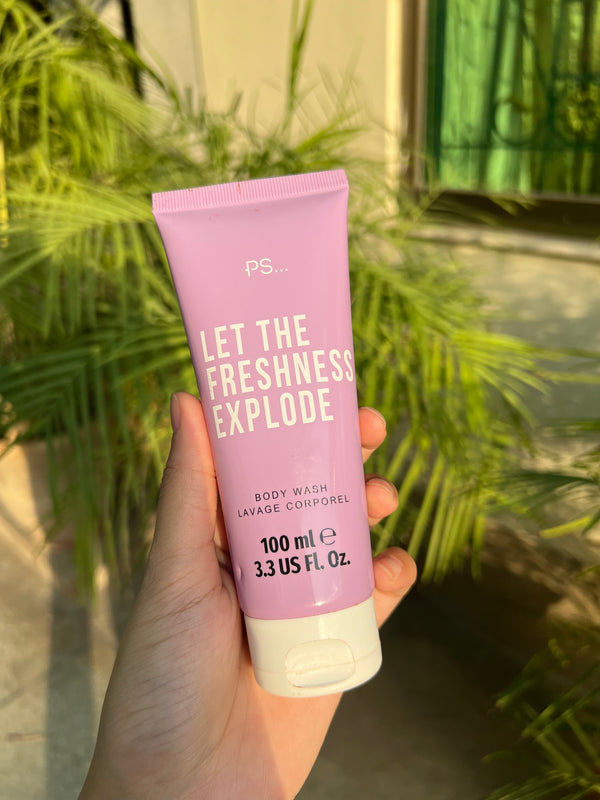 PS...
LET THE
FRESHNESS
EXPLODE
BODY WASH
LAVAGE CORPOREL
100 ml ℮
3.3 US Fl. Oz.